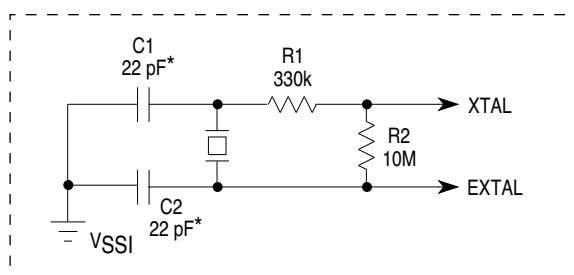 C1
22 pF*
R1
330k
XTAL
R2
10M
EXTAL
C2
22 pF*
VSSI